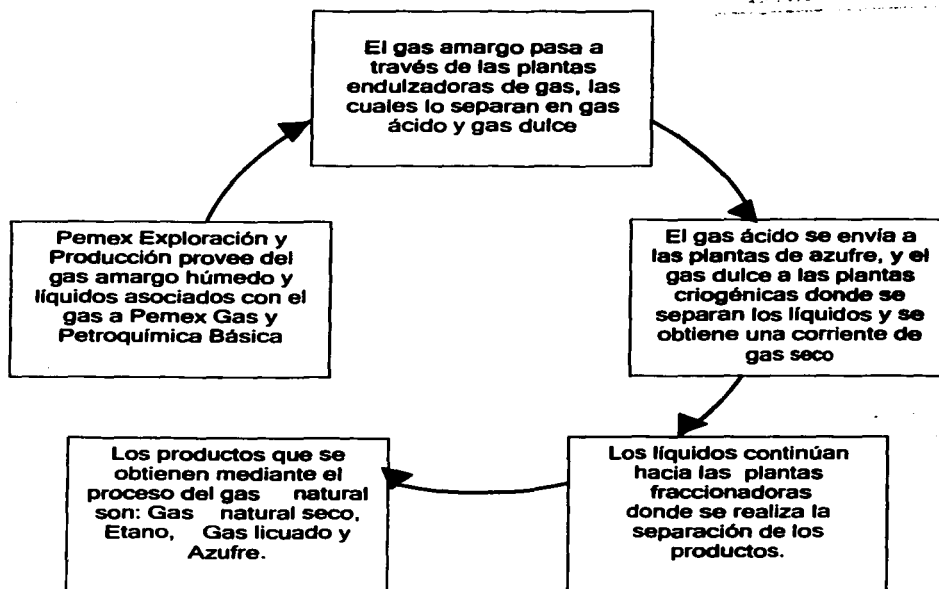 El gas amargo pasa a
través de las plantas
endulzadoras de gas, las
cuales lo separan en gas
ácido y gas dulce
Pemex Exploración y
Producción provee del
gas amargo húmedo y
líquidos asociados con el
gas a Pemex Gas y
Petroquímica Básica
El gas ácido se envía a
las plantas de azufre, y el
gas dulce a las plantas
criogénicas donde se
separan los líquidos y se
obtiene una corriente de
gas seco
Los productos que se
obtienen mediante el
proceso del gas natural
son: Gas natural seco,
Etano, Gas licuado y
Azufre.
Los líquidos continúan
hacia las plantas
fraccionadoras
donde se realiza la
separación de los
productos.